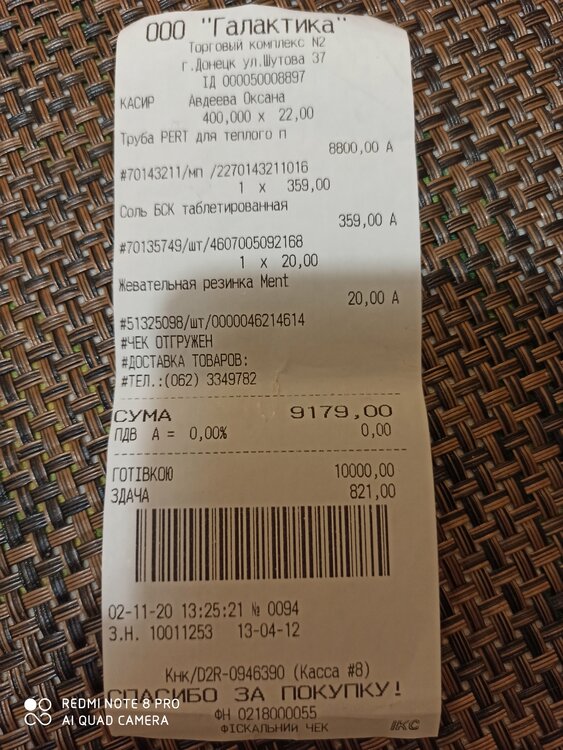 ООО "Галактика"
Торговый комплекс N2
г.Донецк ул.Шутова 37
ІД 000050008897
КАСИР Авдеева Оксана
400,000 x 22,00
Труба PERT для теплого п
8800,00 А
#70143211/мп /2270143211016
1 x 359,00
Соль БСК таблетированная
359,00 А
#70135749/шт/4607005092168
1 x 20,00
Жевательная резинка Ment
20,00 А
#51325098/шт/0000046214614
#ЧЕК ОТГРУЖЕН
#ДОСТАВКА ТОВАРОВ:
#ТЕЛ.:(062) 3349782
СУМА 9179,00
ПДВ А = 0,00% 0,00
ГОТІВКОЮ 10000,00
ЗДАЧА 821,00
02-11-20 13:25:21 № 0094
З.Н. 10011253 13-04-12
Кнк/D2R-0946390 (Касса #8)
СПАСИБО ЗА ПОКУПКУ!
ФН 0218000055
ФІСКАЛЬНИЙ ЧЕК ІКС
REDMI NOTE 8 PRO
AI QUAD CAMERA